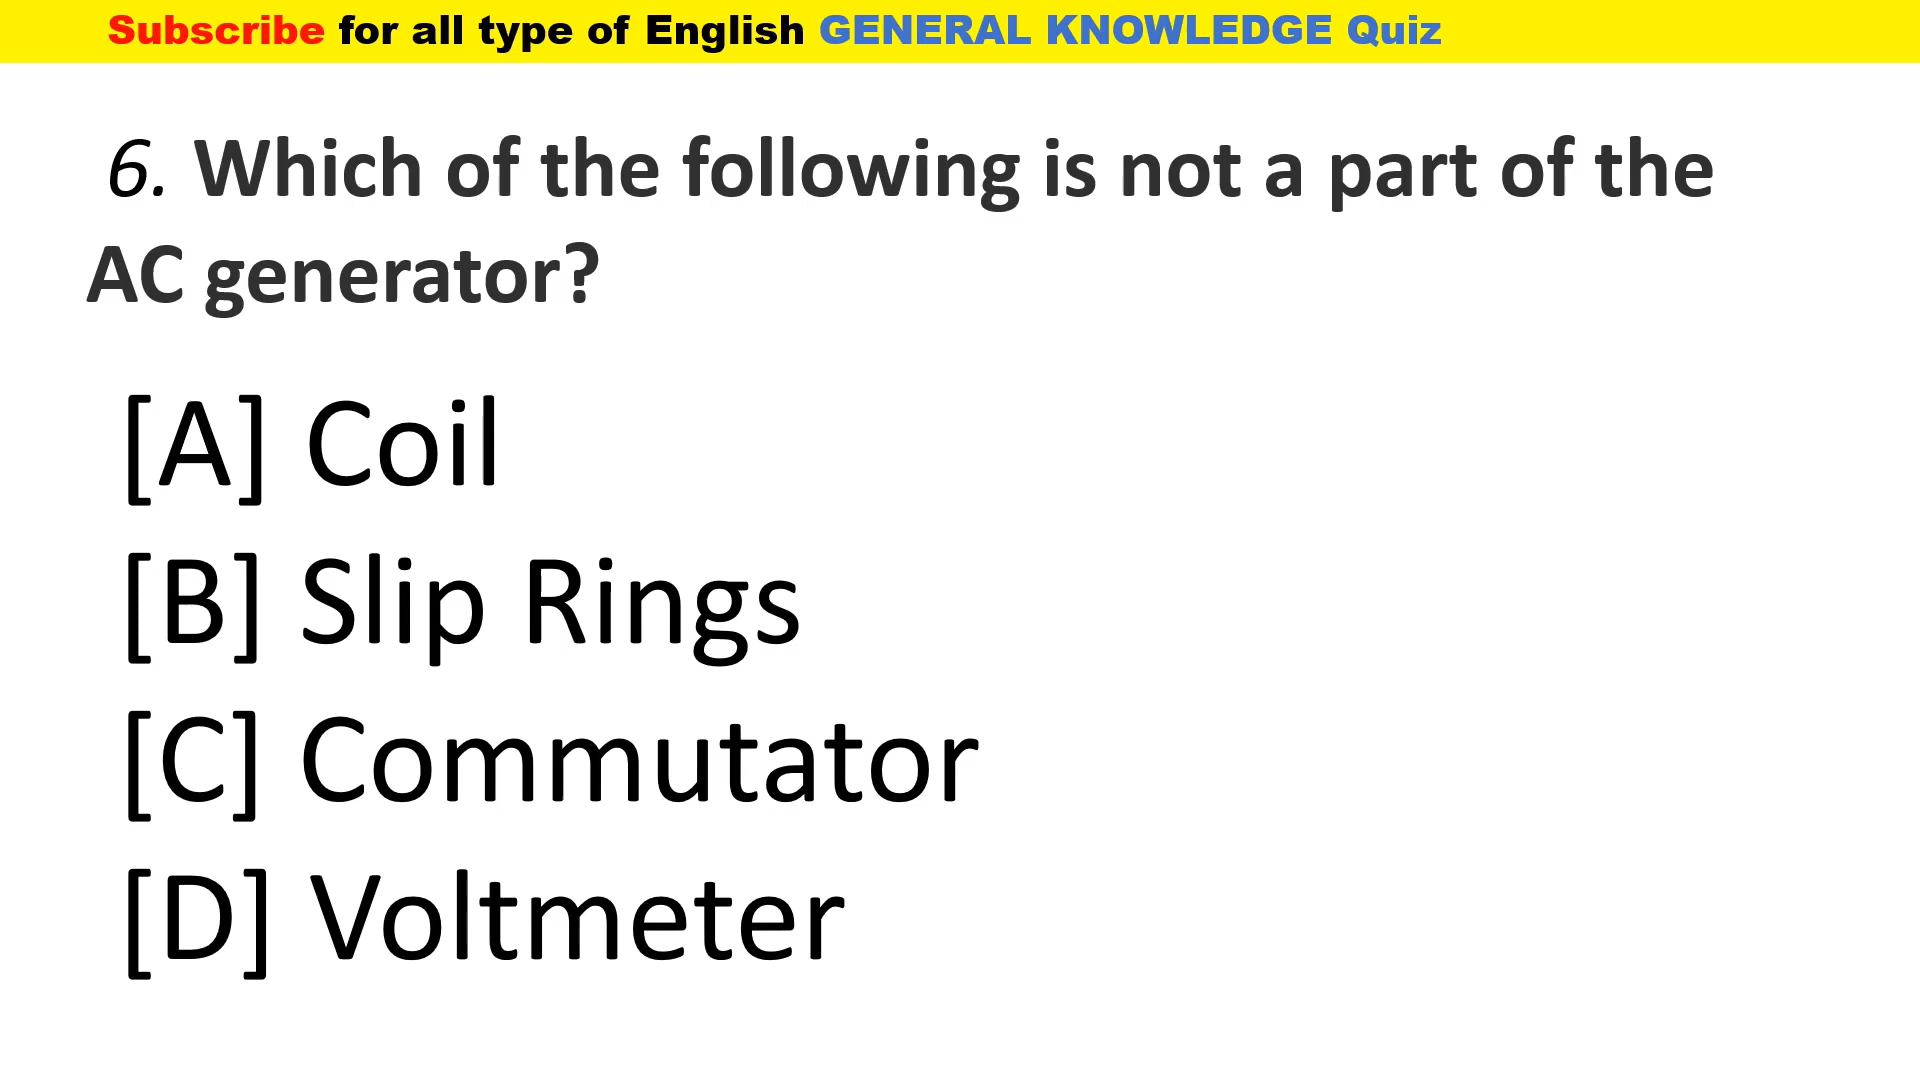 Subscribe for all type of English GENERAL KNOWLEDGE Quiz
6. Which of the following is not a part of the
AC generator?
[A] Coil
[B] Slip Rings
[C] Commutator
[D] Voltmeter